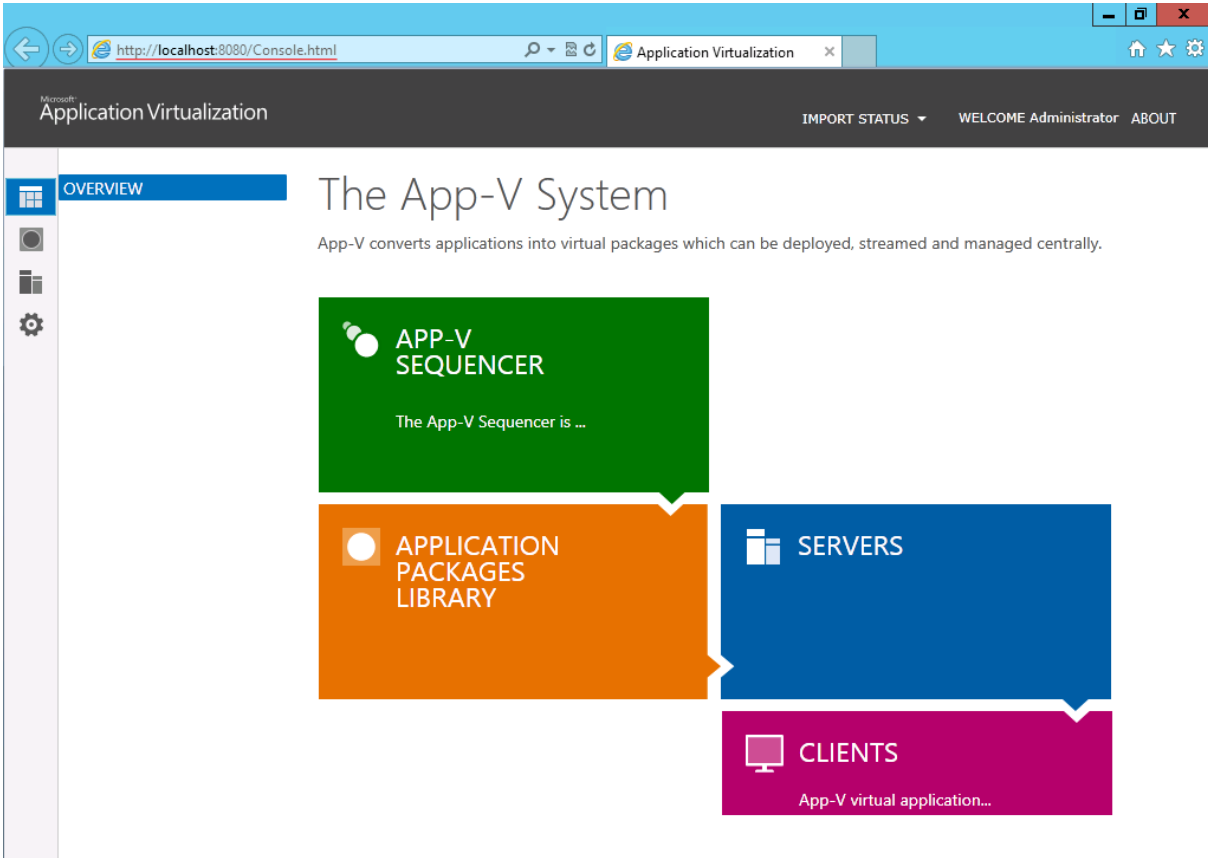 http://localhost:8080/Console.html
Application Virtualization
Microsoft
Application Virtualization
IMPORT STATUS
WELCOME Administrator
ABOUT
OVERVIEW
The App-V System
App-V converts applications into virtual packages which can be deployed, streamed and managed centrally.
APP-V
SEQUENCER
The App-V Sequencer is ...
APPLICATION
PACKAGES
LIBRARY
SERVERS
CLIENTS
App-V virtual application...